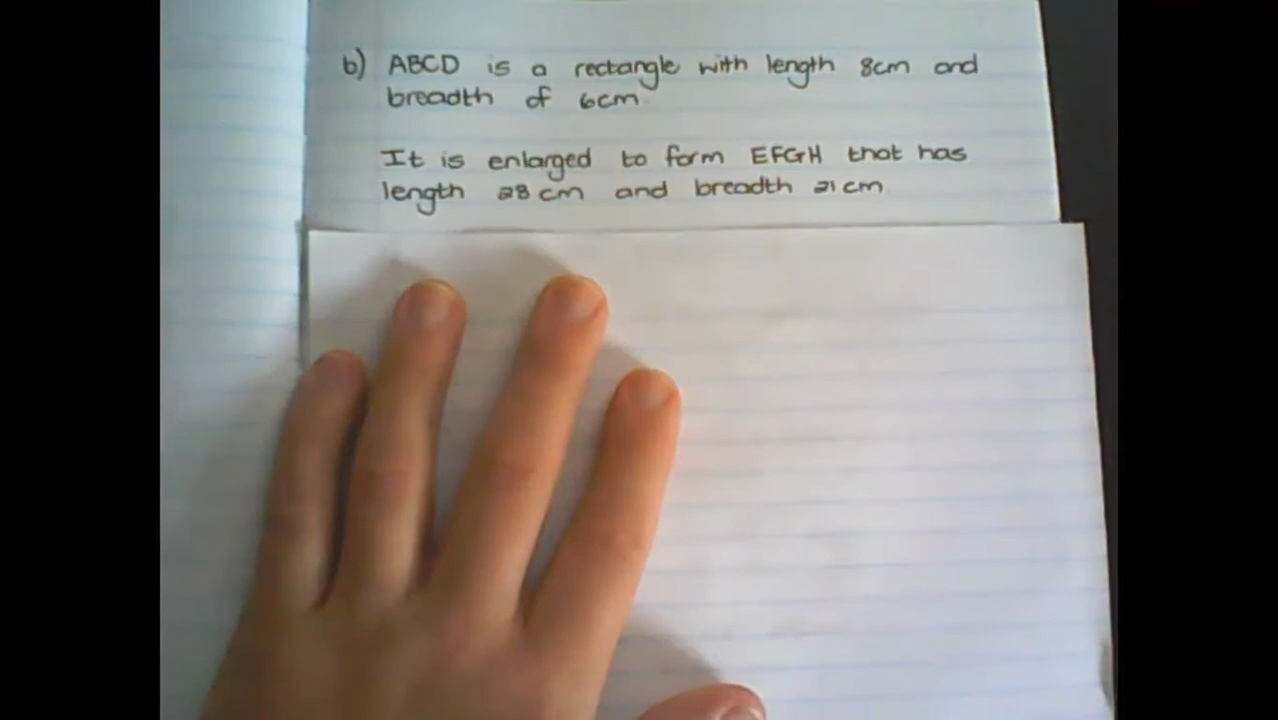 b) ABCD is a rectangle with length 8cm and
breadth of 6cm
It is enlarged to form EFGH that has
length 28 cm and breadth 21 cm